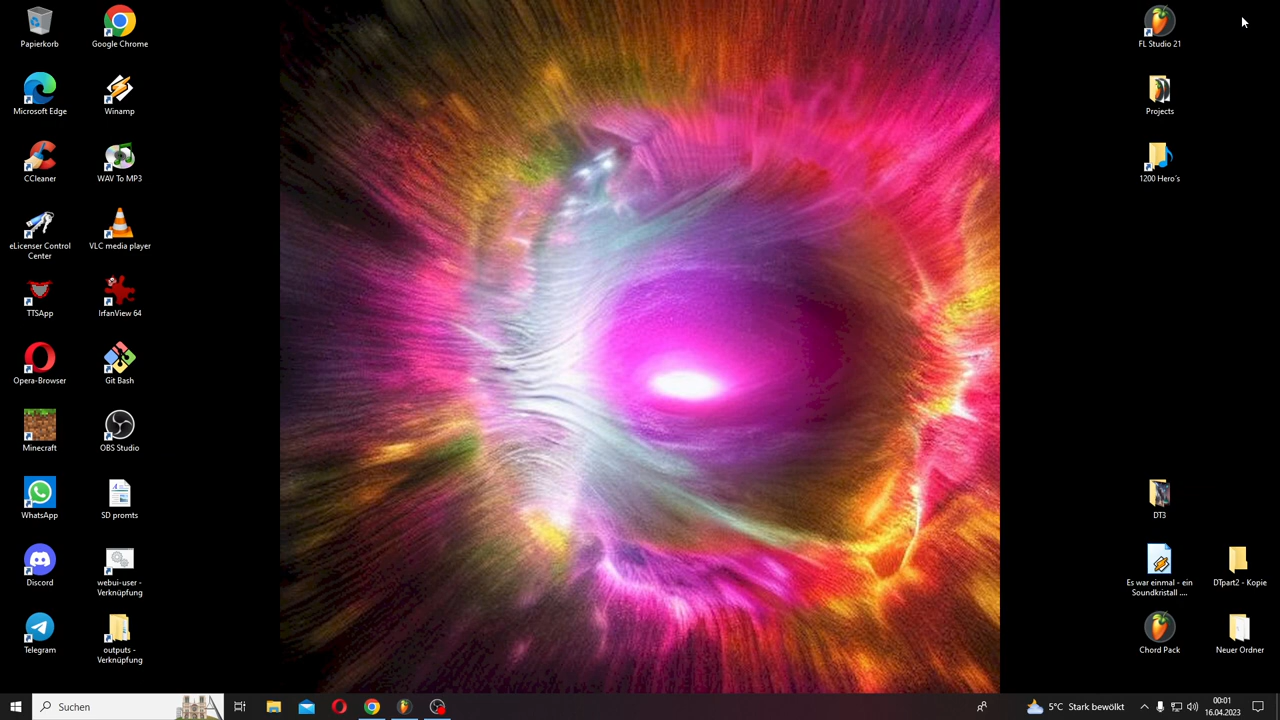 Papierkorb
Google Chrome
Microsoft Edge
Winamp
CCleaner
WAV To MP3
eLicenser Control
Center
VLC media player
TTSApp
IrfanView 64
Opera-Browser
Git Bash
Minecraft
OBS Studio
WhatsApp
SD promts
Discord
webui-user -
Verknüpfung
Telegram
outputs -
Verknüpfung
FL Studio 21
Projects
1200 Hero´s
DT3
Es war einmal - ein
Soundkristall ....
DTpart2 - Kopie
Chord Pack
Neuer Ordner
Suchen
5°C Stark bewölkt
00:01
16.04.2023